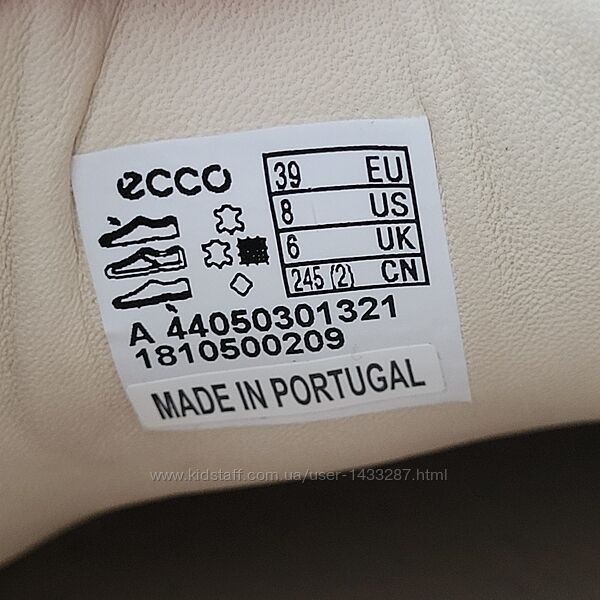 ecco
39 EU
8 US
6 UK
245 (2) CN
A 44050301321
1810500209
MADE IN PORTUGAL
www.kidstaff.com.ua/user-1433287.html